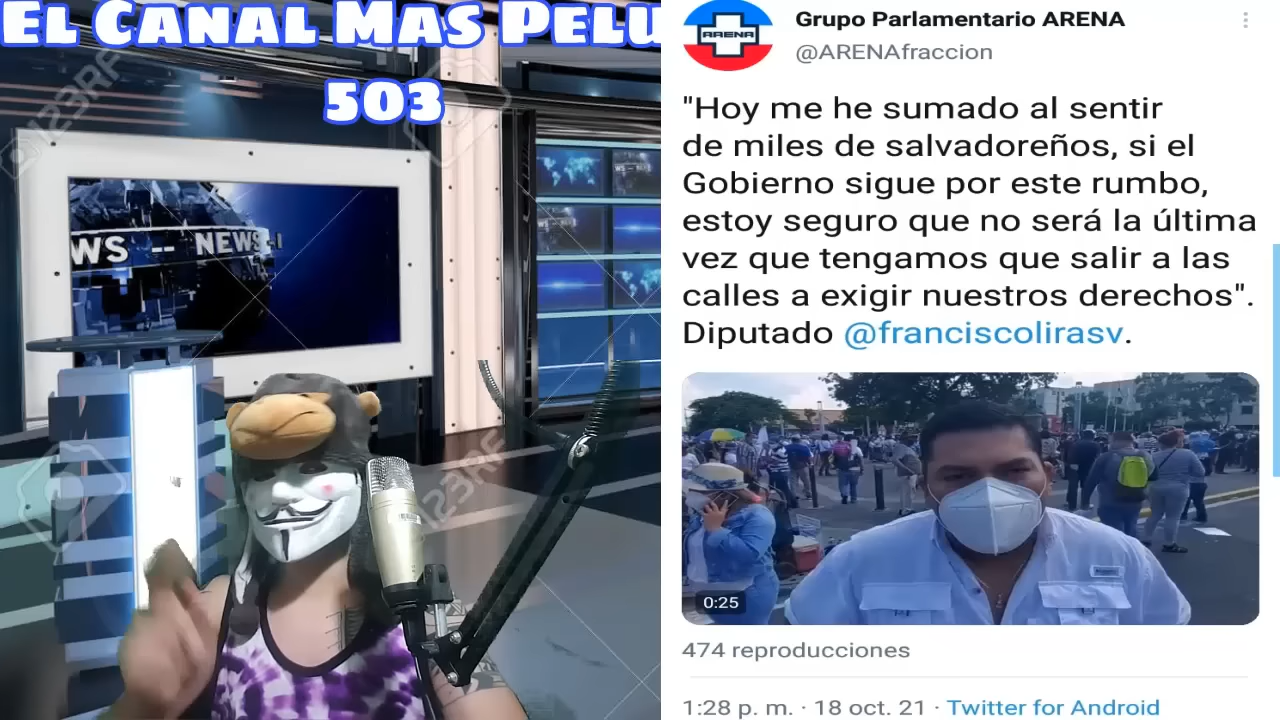 El Canal Mas Pelu
503
WS -- NEWS -
Grupo Parlamentario ARENA
ARENA
@ARENAfraccion
"Hoy me he sumado al sentir
de miles de salvadoreños, si el
Gobierno sigue por este rumbo,
estoy seguro que no será la última
vez que tengamos que salir a las
calles a exigir nuestros derechos".
Diputado @franciscolirasv.
0:25
474 reproducciones
1:28 p. m. · 18 oct. 21 · Twitter for Android